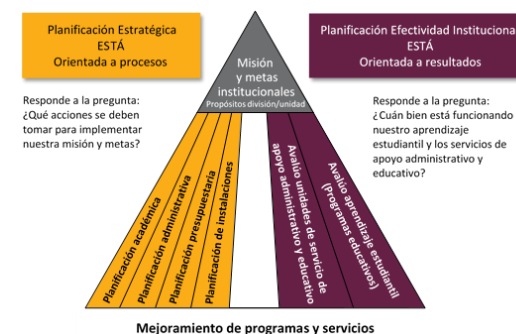 Planificación Estratégica
ESTÁ
Orientada a procesos
Planificación Efectividad Instituciona
ESTÁ
Orientada a resultados
Misión
y metas
institucionales
Propósitos división/unidad
Responde a la pregunta:
¿Qué acciones se deben
tomar para implementar
nuestra misión y metas?
Responde a la pregunta:
¿Cuán bien está funcionando
nuestro aprendizaje
estudiantil y los servicios de
apoyo administrativo y
educativo?
Planificación académica
Planificación administrativa
Planificación presupuestaria
Planificación de instalaciones
Avalúo unidades de servicio de
apoyo administrativo y educativo
Avalúo aprendizaje estudiantil
(Programas educativos)
Mejoramiento de programas y servicios